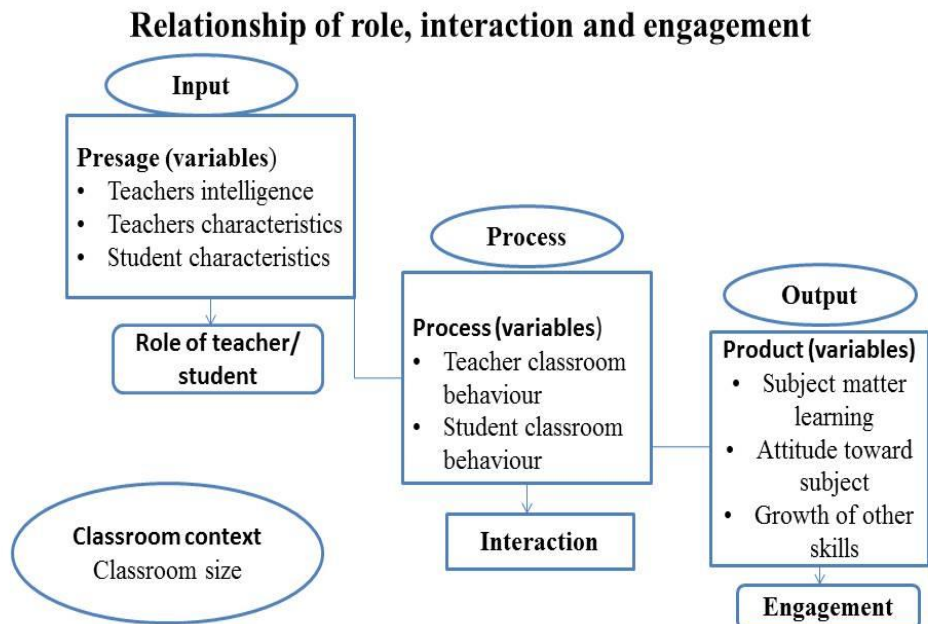 Relationship of role, interaction and engagement
Input
Presage (variables)
• Teachers intelligence
• Teachers characteristics
• Student characteristics
Role of teacher/
student
Process
Process (variables)
• Teacher classroom
behaviour
• Student classroom
behaviour
Interaction
Output
Product (variables)
• Subject matter
learning
• Attitude toward
subject
• Growth of other
skills
Engagement
Classroom context
Classroom size